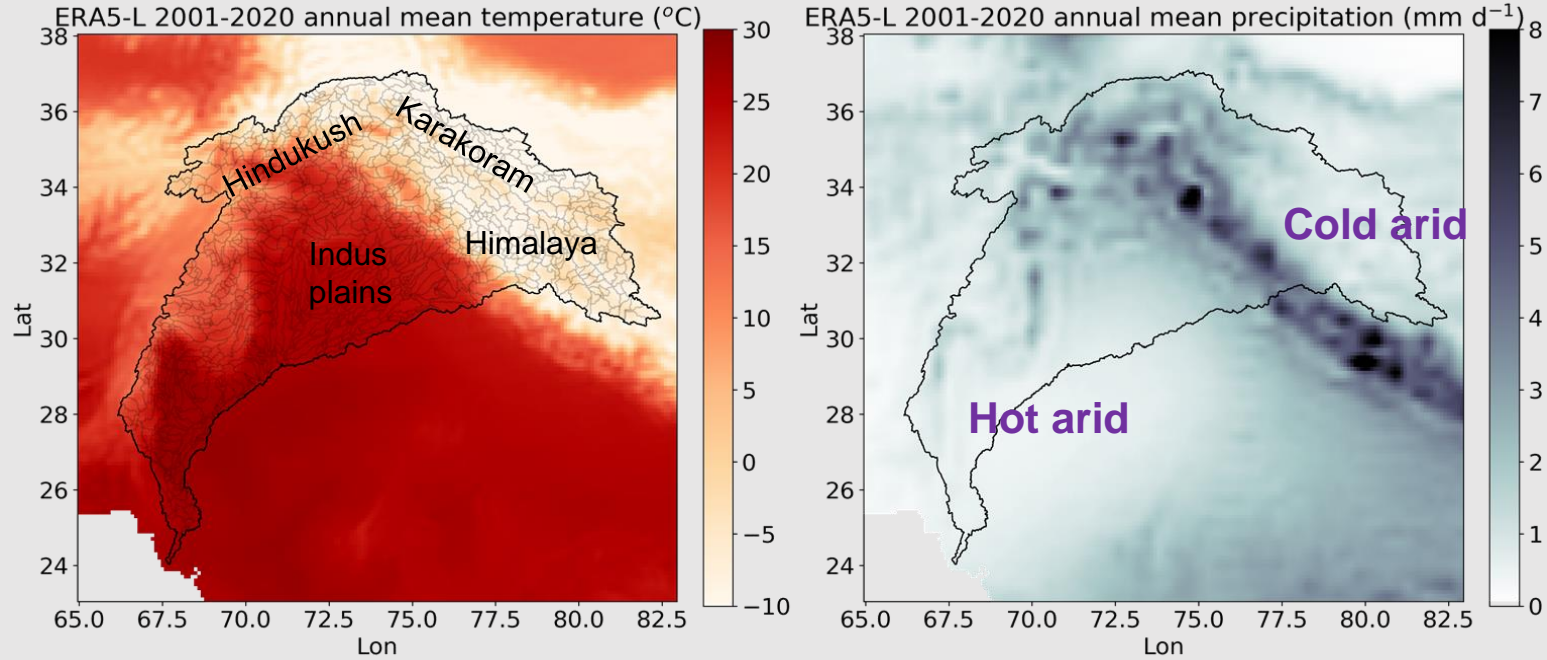 ERA5-L 2001-2020 annual mean temperature (°C)
38
36
34
32
30
28
26
24
Lat
65.0 67.5 70.0 72.5 75.0 77.5 80.0 82.5
Lon
Hindukush
Karakoram
Himalaya
Indus
plains
30
25
20
15
10
5
0
−5
−10
ERA5-L 2001-2020 annual mean precipitation (mm d⁻¹)
38
36
34
32
30
28
26
24
Lat
65.0 67.5 70.0 72.5 75.0 77.5 80.0 82.5
Lon
Cold arid
Hot arid
8
7
6
5
4
3
2
1
0